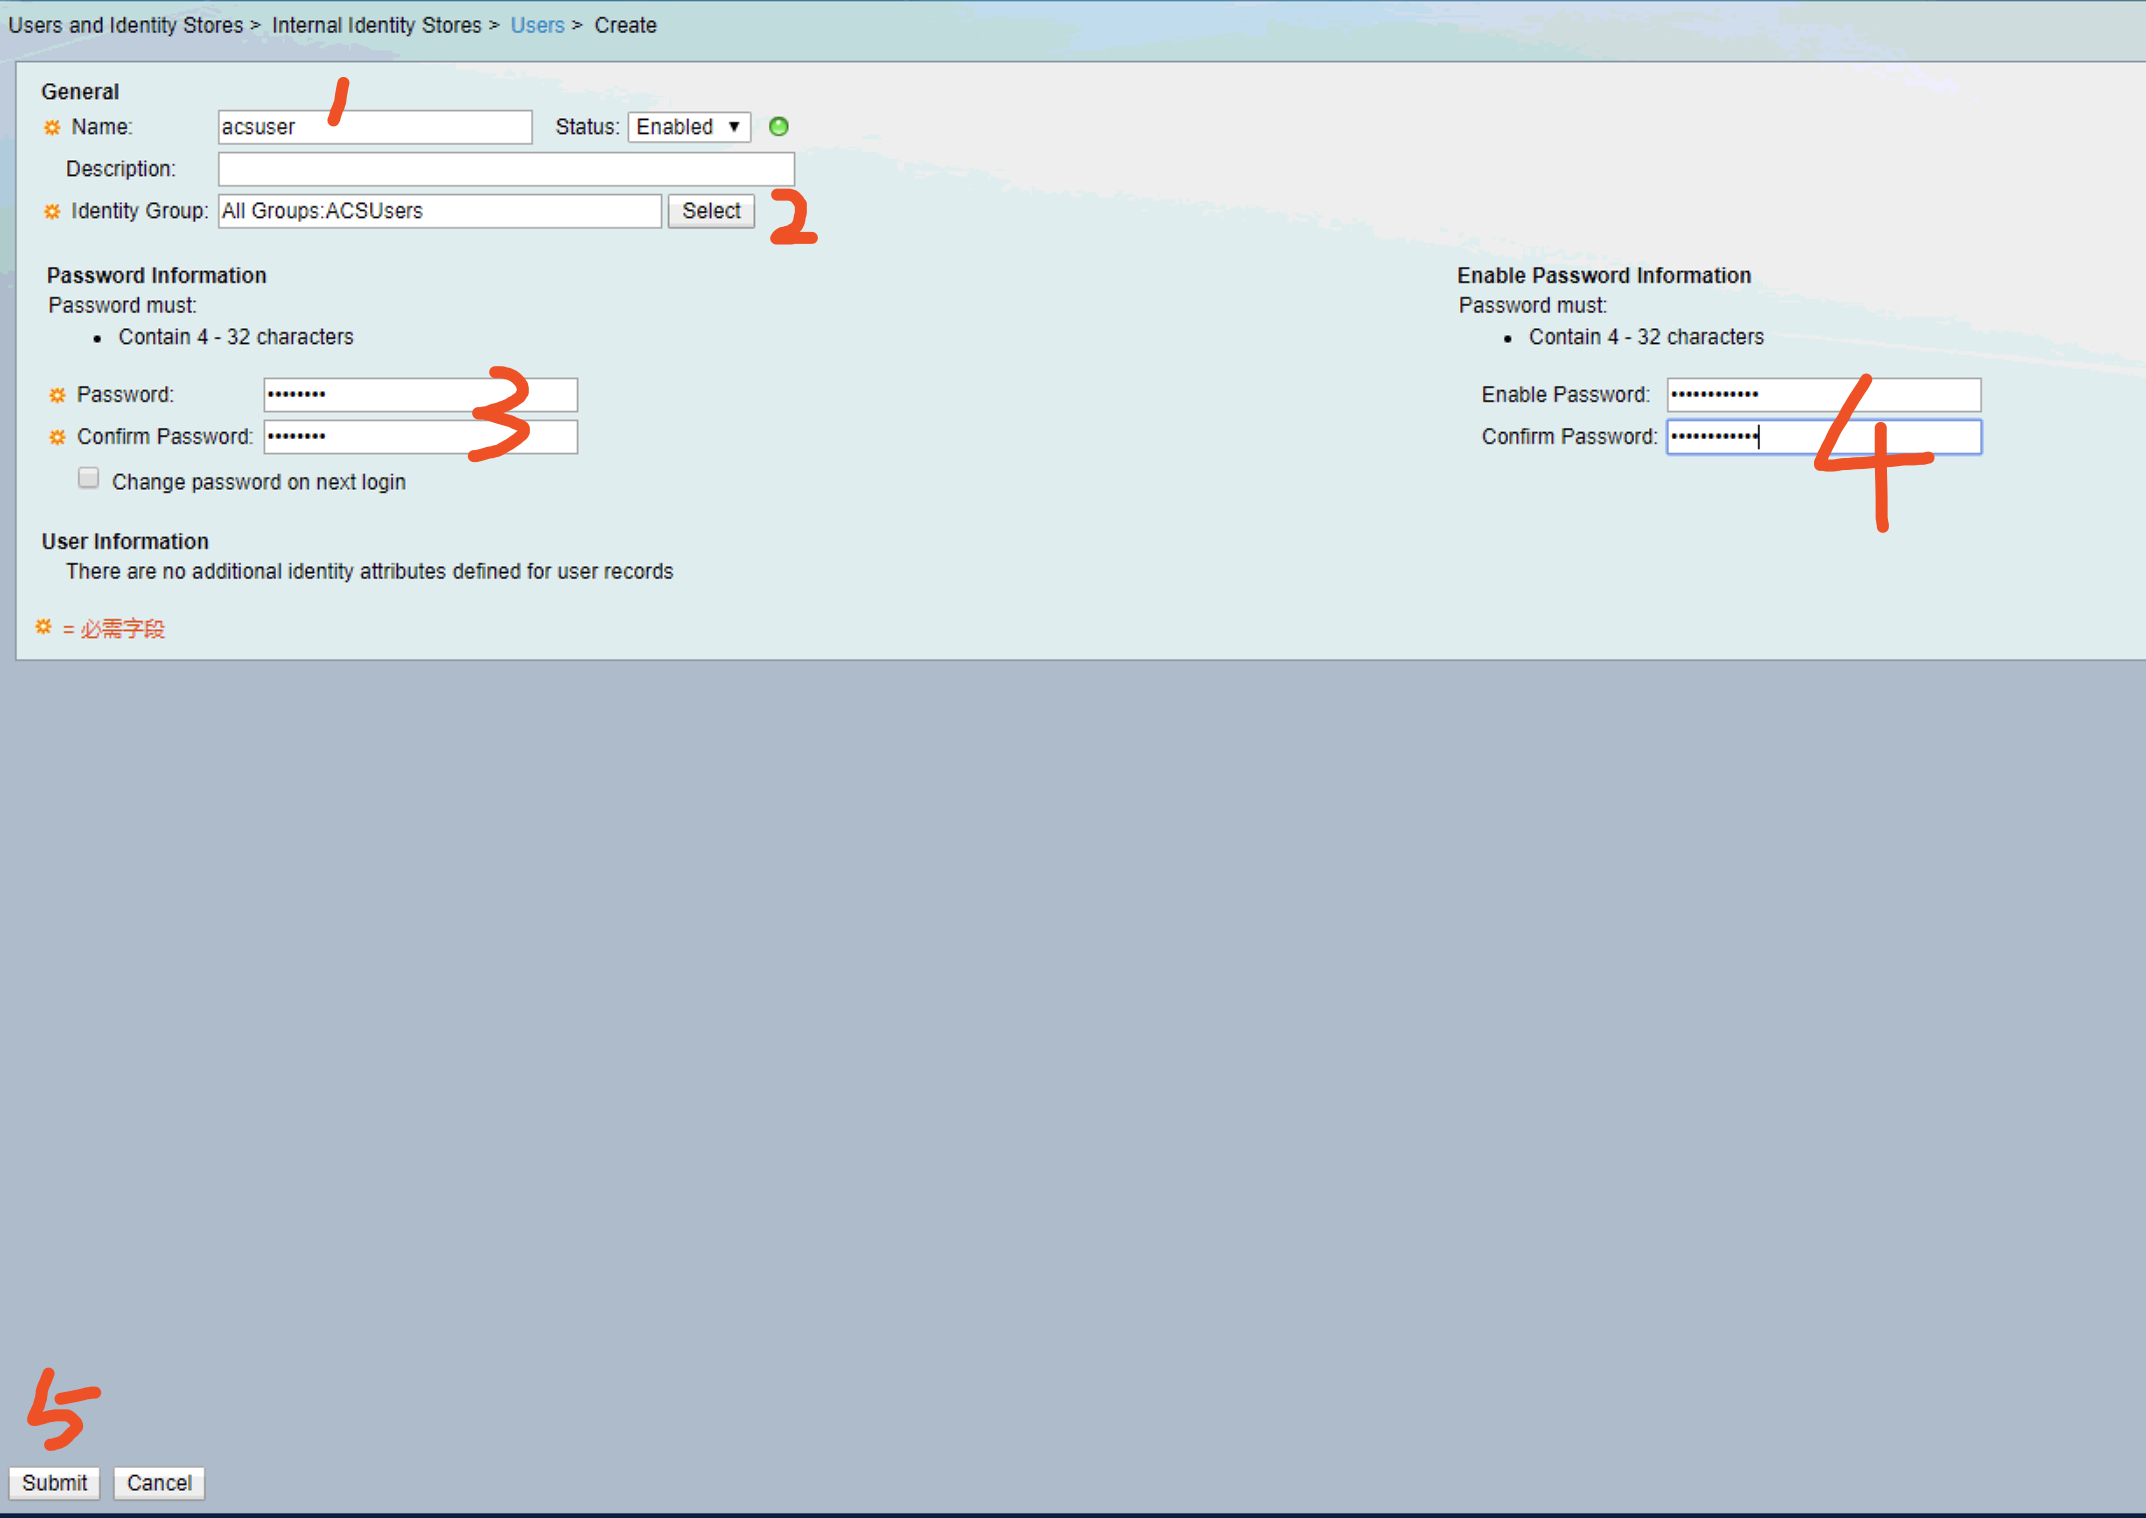 Users and Identity Stores > Internal Identity Stores > Users > Create
General
1
Name: acsuser Status: Enabled ▼
Description:
Identity Group: All Groups:ACSUsers Select 2
Password Information
Password must:
• Contain 4 - 32 characters
Password: ••••••••
3
Confirm Password: ••••••••
Change password on next login
Enable Password Information
Password must:
• Contain 4 - 32 characters
Enable Password: ••••••••••••
Confirm Password: ••••••••••••
4
User Information
There are no additional identity attributes defined for user records
= 必需字段
5
Submit Cancel